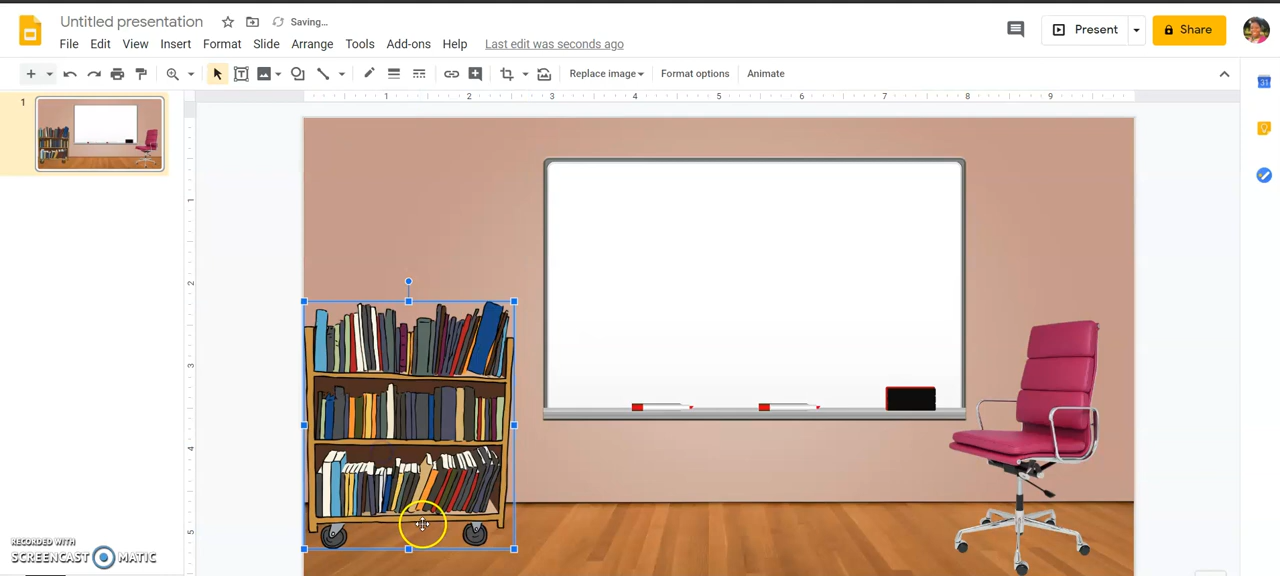 Untitled presentation Saving…
File Edit View Insert Format Slide Arrange Tools Add-ons Help Last edit was seconds ago
Present Share
Replace image Format options Animate
31
1 2 3 4 5 6 7 8 9
1
1
2
3
4
5
RECORDED WITH
SCREENCAST MATIC